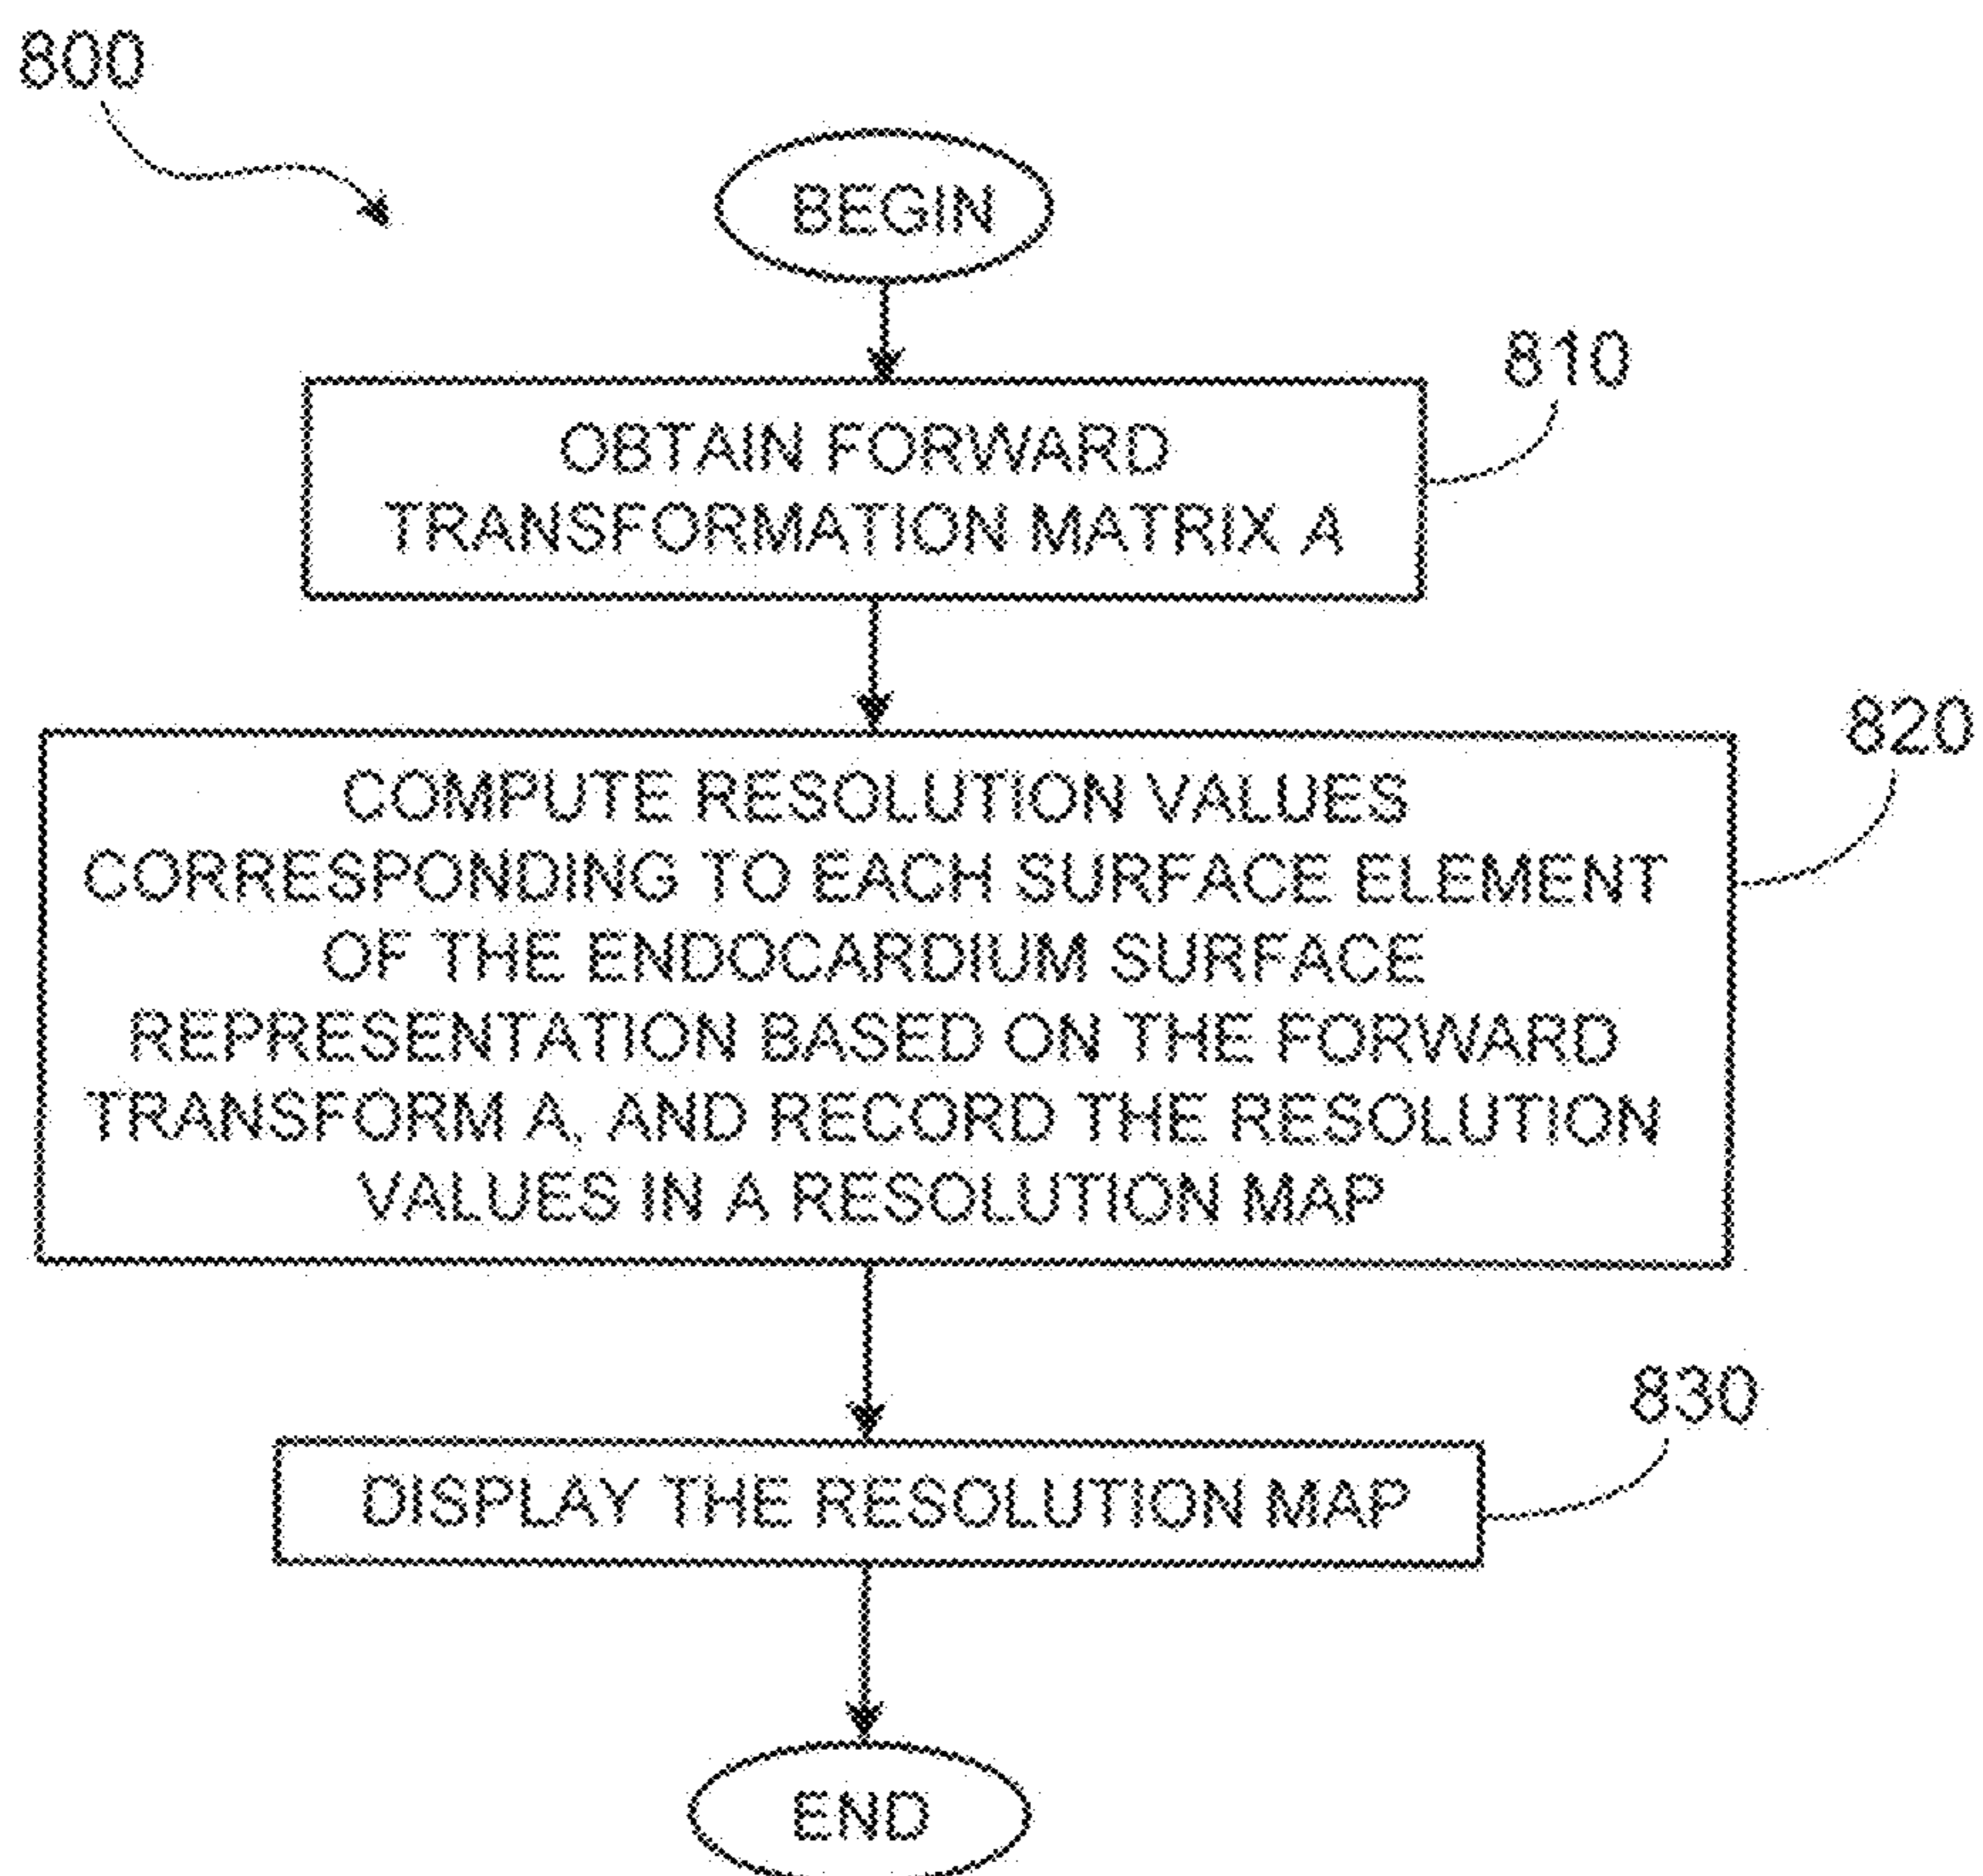 800
BEGIN
810
OBTAIN FORWARD
TRANSFORMATION MATRIX A
820
COMPUTE RESOLUTION VALUES
CORRESPONDING TO EACH SURFACE ELEMENT
OF THE ENDOCARDIUM SURFACE
REPRESENTATION BASED ON THE FORWARD
TRANSFORM A, AND RECORD THE RESOLUTION
VALUES IN A RESOLUTION MAP
830
DISPLAY THE RESOLUTION MAP
END